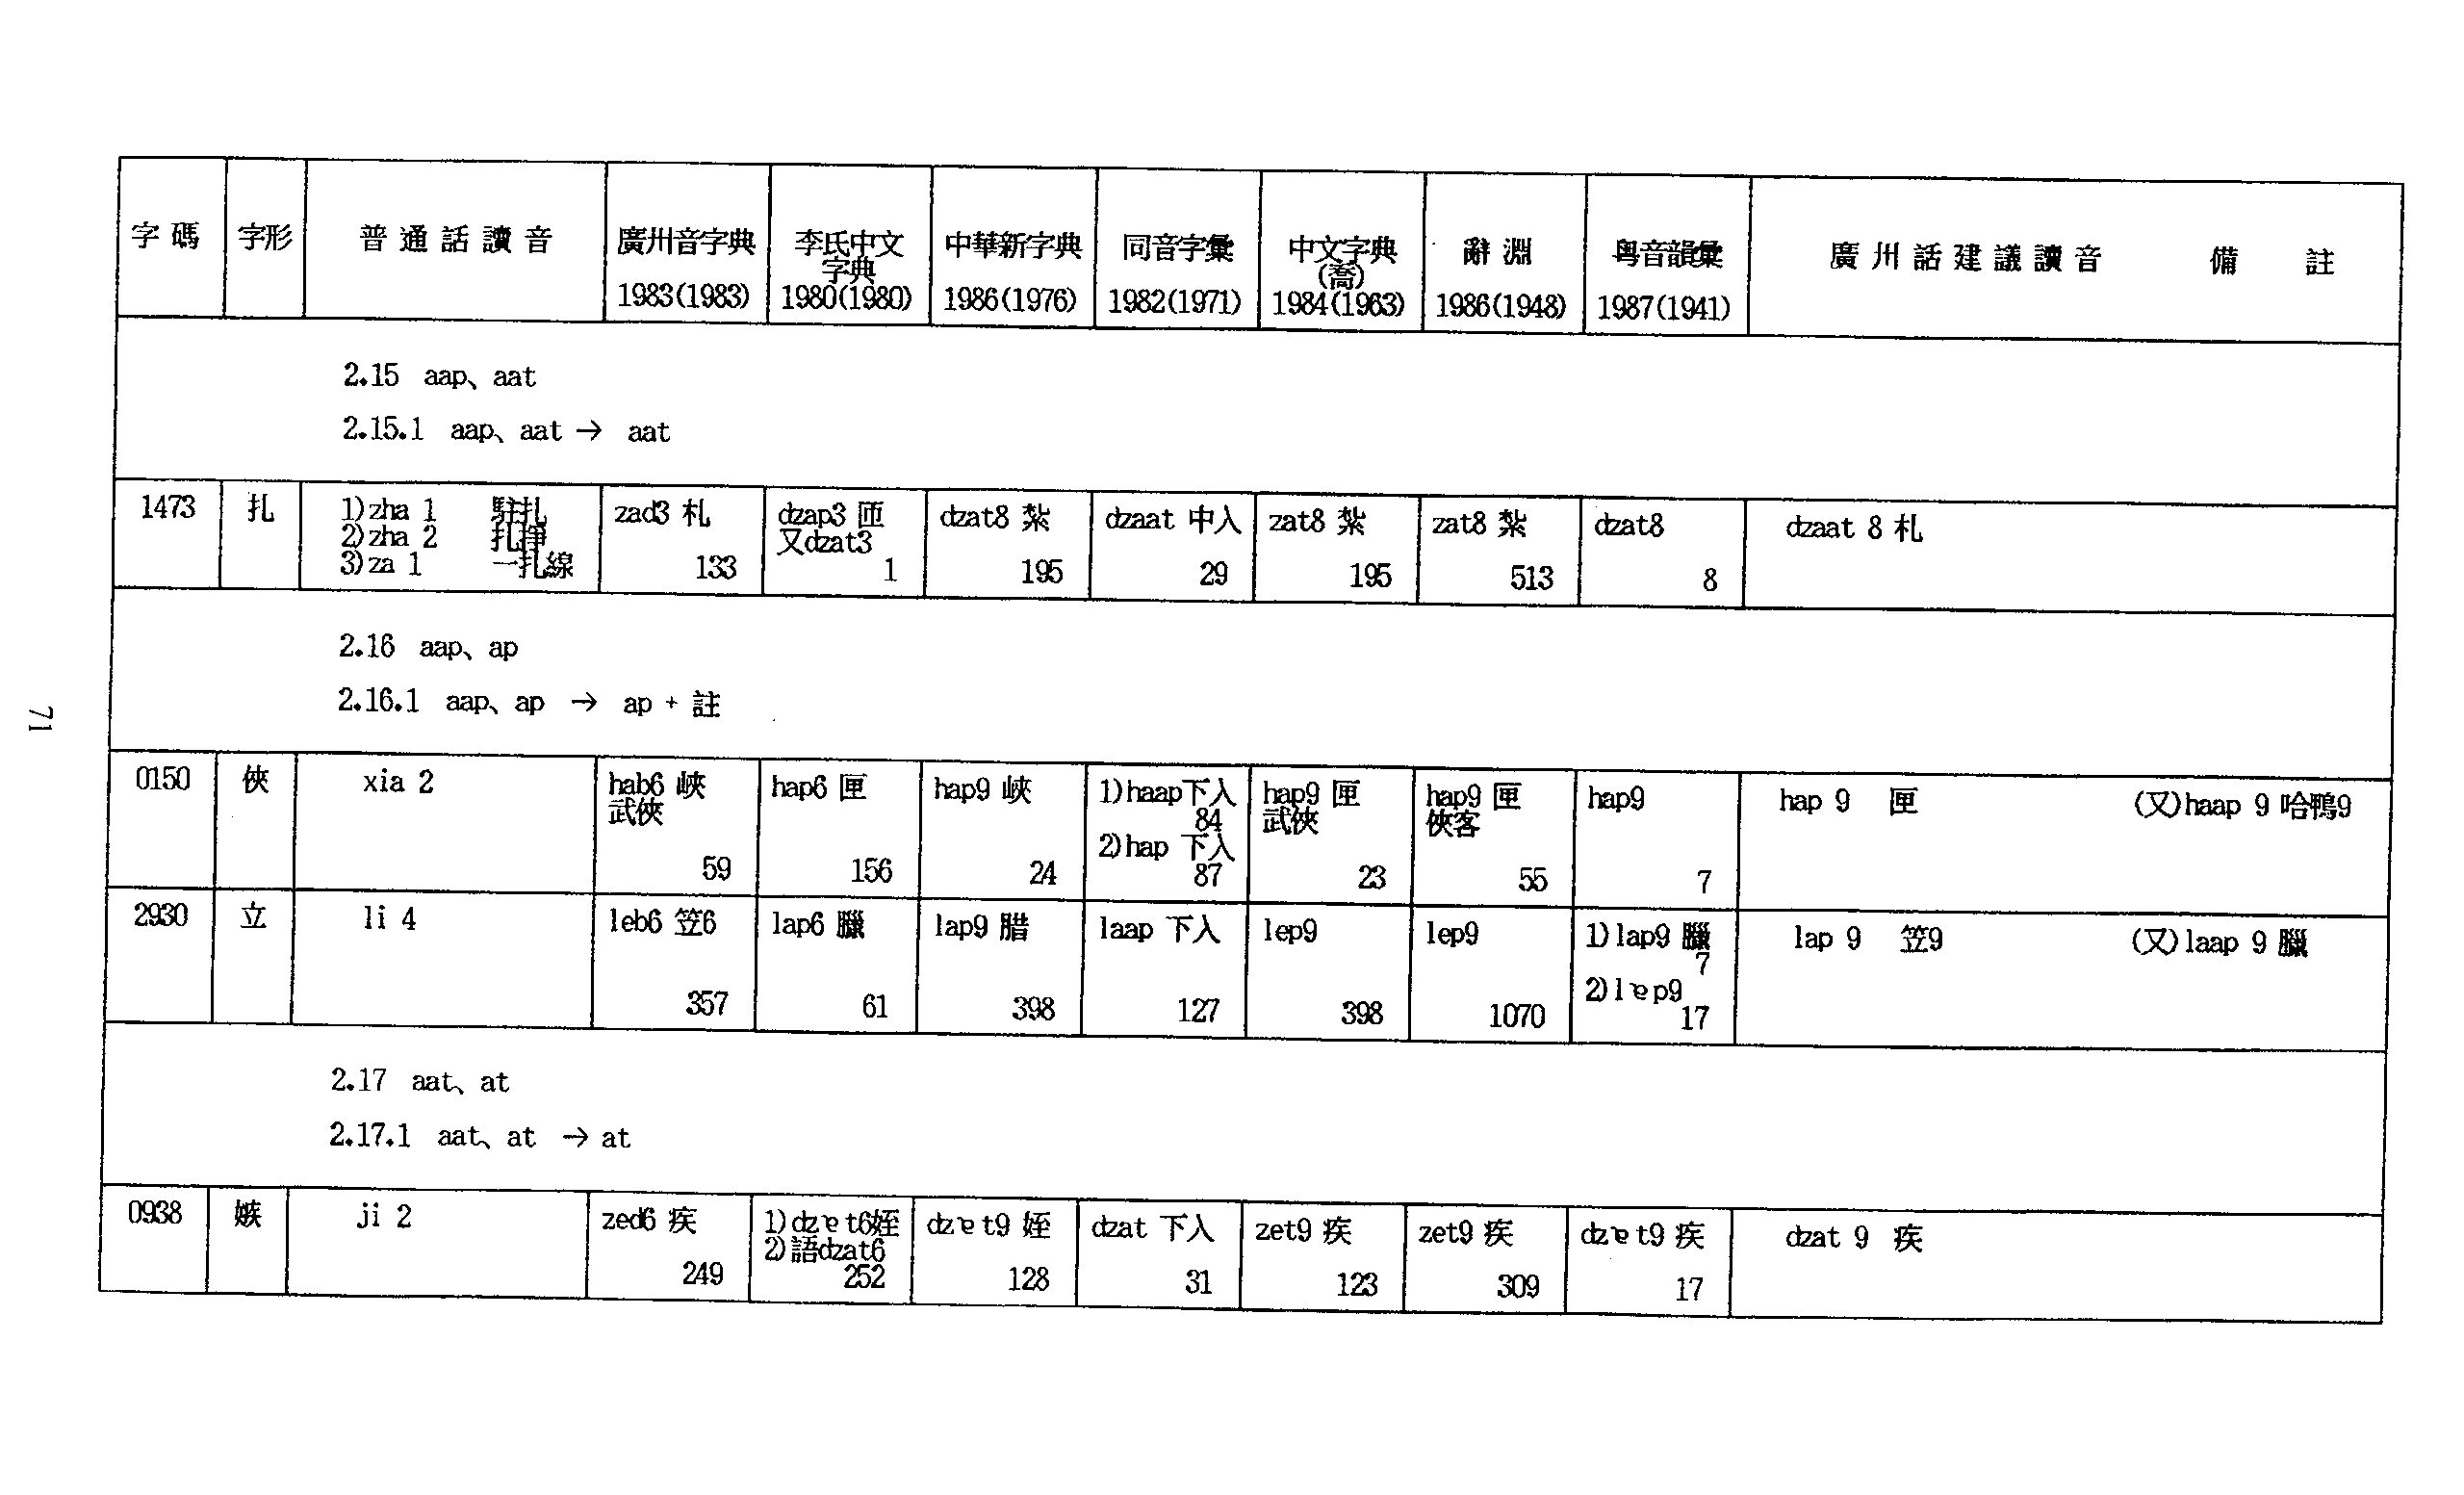 字碼 字形 普通話讀音 廣州音字典 1983(1983) 李氏中文字典 1980(1980) 中華新字典 1986(1976) 同音字彙 1982(1971) 中文字典(喬) 1984(1963) 辭淵 1986(1948) 粤音韻彙 1987(1941) 廣州話建議讀音 備註
2.15 aap、aat
2.15.1 aap、aat → aat
1473 扎 1)zha 1 駐扎 2)zha 2 扎掙 3)za 1 一扎線 zad3 札 133 dzap3 匝 又dzat3 1 dzat8 紮 195 dzaat 中入 29 zat8 紮 195 zat8 紮 513 dzat8 8 dzaat 8 札
2.16 aap、ap
2.16.1 aap、ap → ap + 註
0150 俠 xia 2 hab6 峽 武俠 59 hap6 匣 156 hap9 峽 24 1)haap下入 84 2)hap 下入 87 hap9 匣 武俠 23 hap9 匣 俠客 55 hap9 7 hap 9 匣 (又)haap 9 哈鴨9
2930 立 li 4 leb6 笠6 357 lap6 臘 61 lap9 腊 398 laap 下入 127 lep9 398 lep9 1070 1)lap9 臘 7 2)lɐp9 17 lap 9 笠9 (又)laap 9 臘
2.17 aat、at
2.17.1 aat、at → at
0938 嫉 ji 2 zed6 疾 249 1)dzɐt6姪 2)語dzat6 252 dzɐt9 姪 128 dzat 下入 31 zet9 疾 123 zet9 疾 309 dzɐt9 疾 17 dzat 9 疾
71